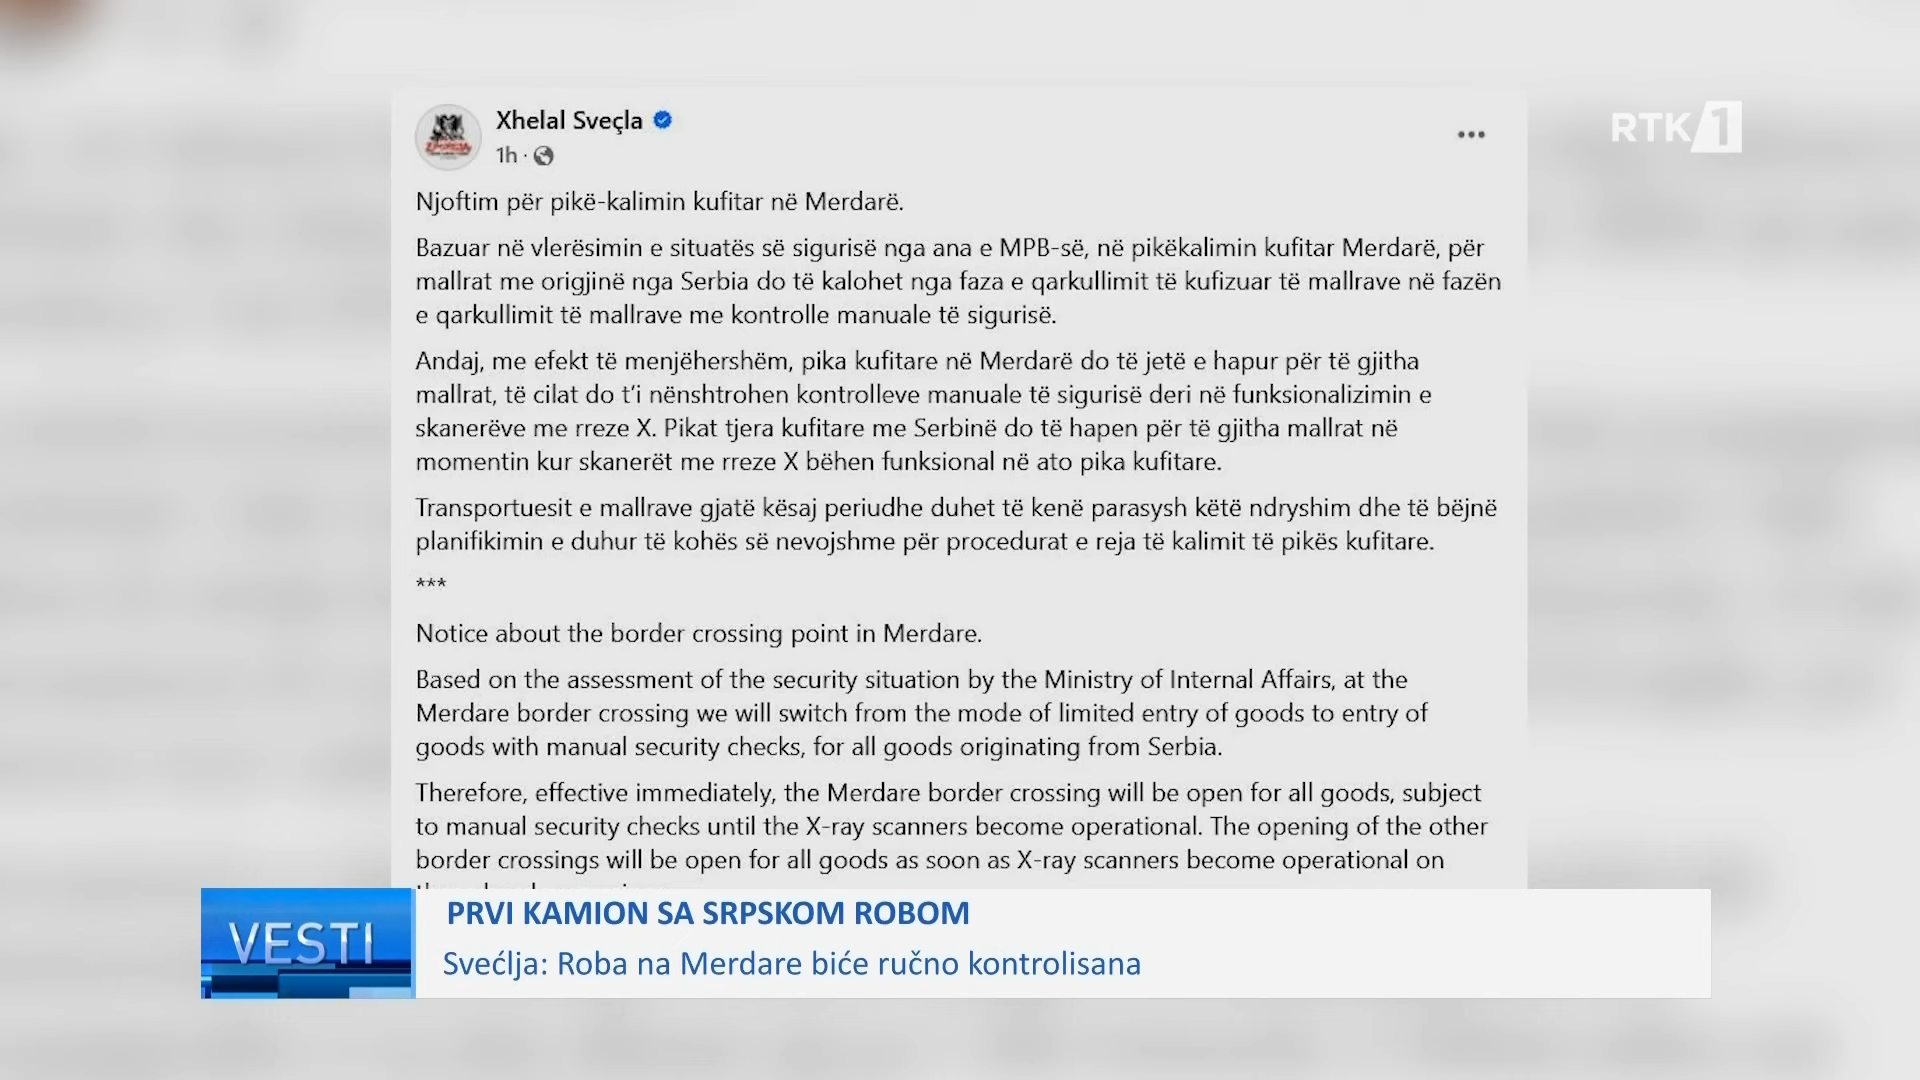 Xhelal Sveçla
1h ·
RTK 1
Njoftim për pikë-kalimin kufitar në Merdarë.
Bazuar në vlerësimin e situatës së sigurisë nga ana e MPB-së, në pikëkalimin kufitar Merdarë, për
mallrat me origjinë nga Serbia do të kalohet nga faza e qarkullimit të kufizuar të mallrave në fazën
e qarkullimit të mallrave me kontrolle manuale të sigurisë.
Andaj, me efekt të menjëhershëm, pika kufitare në Merdarë do të jetë e hapur për të gjitha
mallrat, të cilat do t'i nënshtrohen kontrolleve manuale të sigurisë deri në funksionalizimin e
skanerëve me rreze X. Pikat tjera kufitare me Serbinë do të hapen për të gjitha mallrat në
momentin kur skanerët me rreze X bëhen funksional në ato pika kufitare.
Transportuesit e mallrave gjatë kësaj periudhe duhet të kenë parasysh këtë ndryshim dhe të bëjnë
planifikimin e duhur të kohës së nevojshme për procedurat e reja të kalimit të pikës kufitare.
***
Notice about the border crossing point in Merdare.
Based on the assessment of the security situation by the Ministry of Internal Affairs, at the
Merdare border crossing we will switch from the mode of limited entry of goods to entry of
goods with manual security checks, for all goods originating from Serbia.
Therefore, effective immediately, the Merdare border crossing will be open for all goods, subject
to manual security checks until the X-ray scanners become operational. The opening of the other
border crossings will be open for all goods as soon as X-ray scanners become operational on
VESTI
PRVI KAMION SA SRPSKOM ROBOM
Svećlja: Roba na Merdare biće ručno kontrolisana